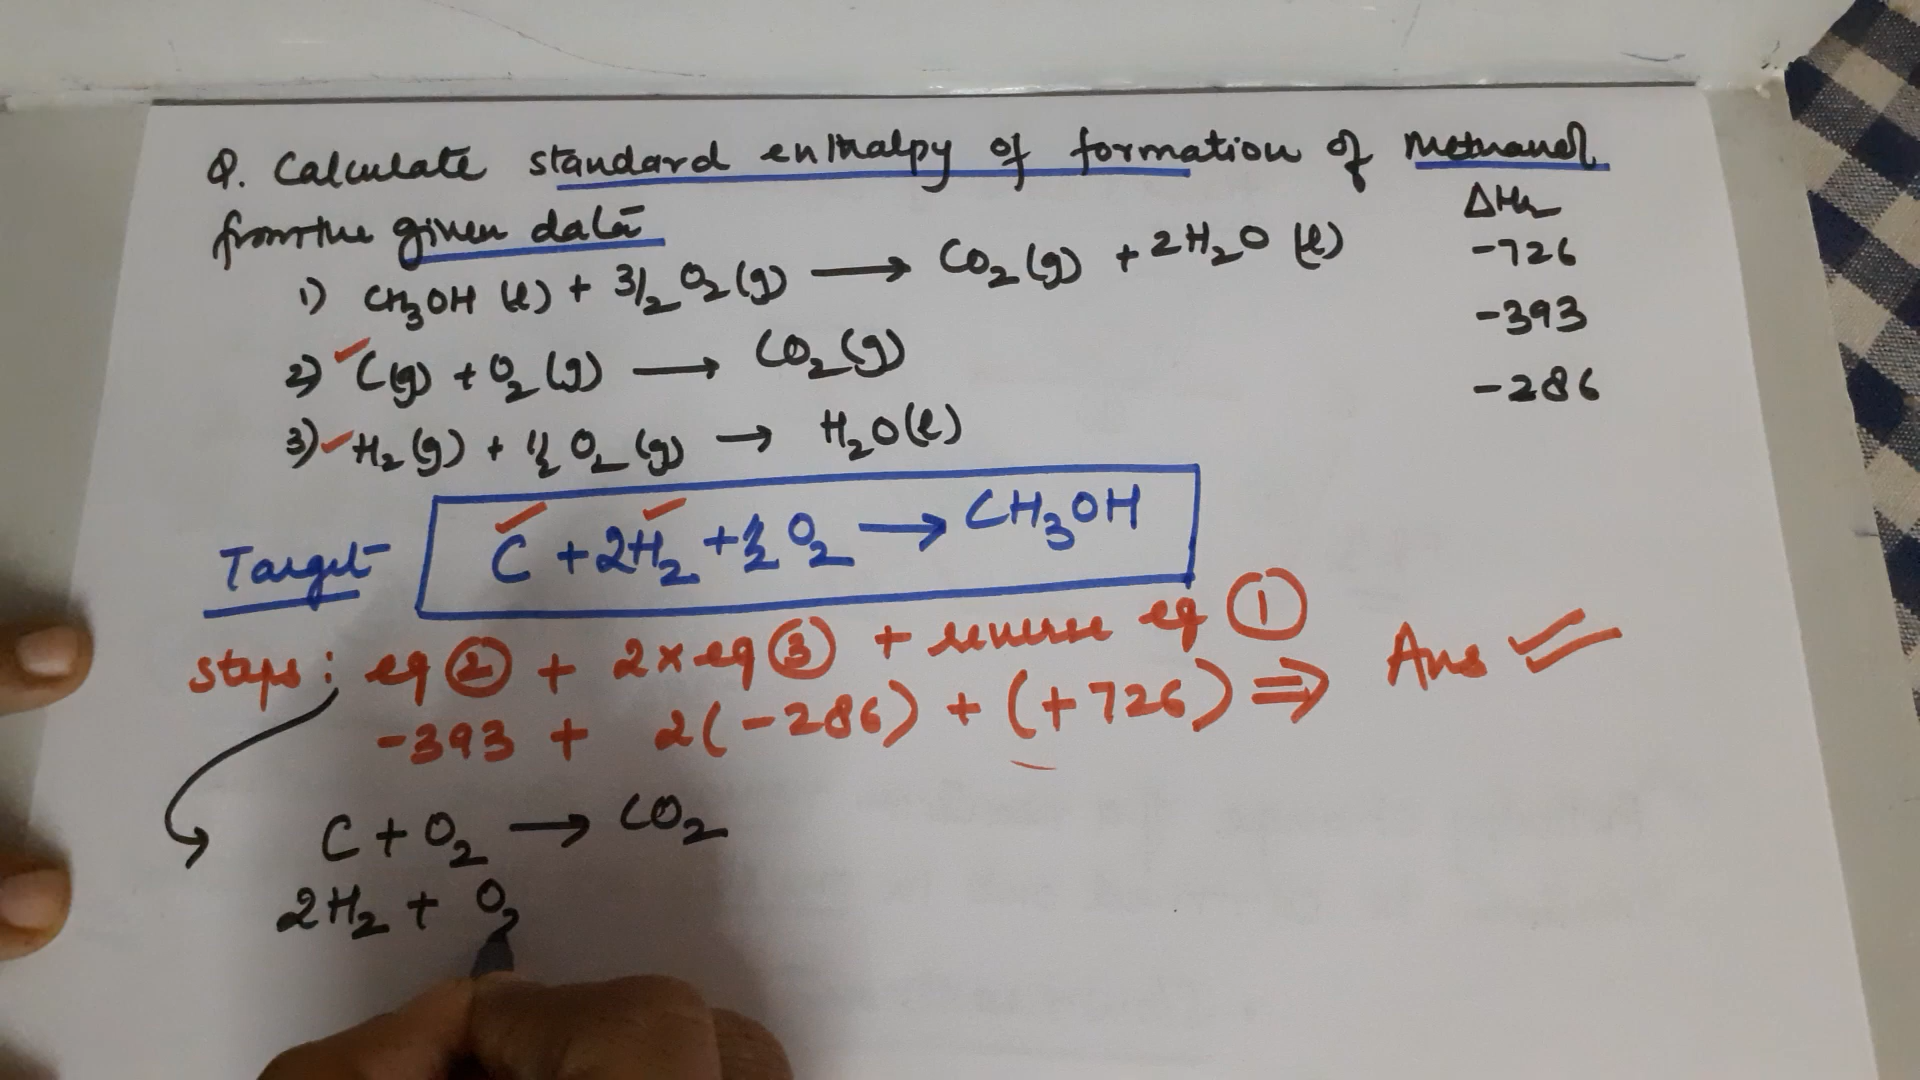 Q. Calculate standard enthalpy of formation of Methanol
from the given data
ΔHr
1) CH3OH (l) + 3/2 O2 (g) ⟶ CO2 (g) + 2H2O (l) -726
2) C(g) + O2 (g) ⟶ CO2 (g) -393
3) H2 (g) + 1/2 O2 (g) → H2O(l) -286
Target C + 2H2 + 1/2 O2 ⟶ CH3OH
Steps: eq ② + 2 x eq ③ + reverse eq ① Ans
-393 + 2(-286) + (+726) ⇒
C + O2 ⟶ CO2
2H2 + O2